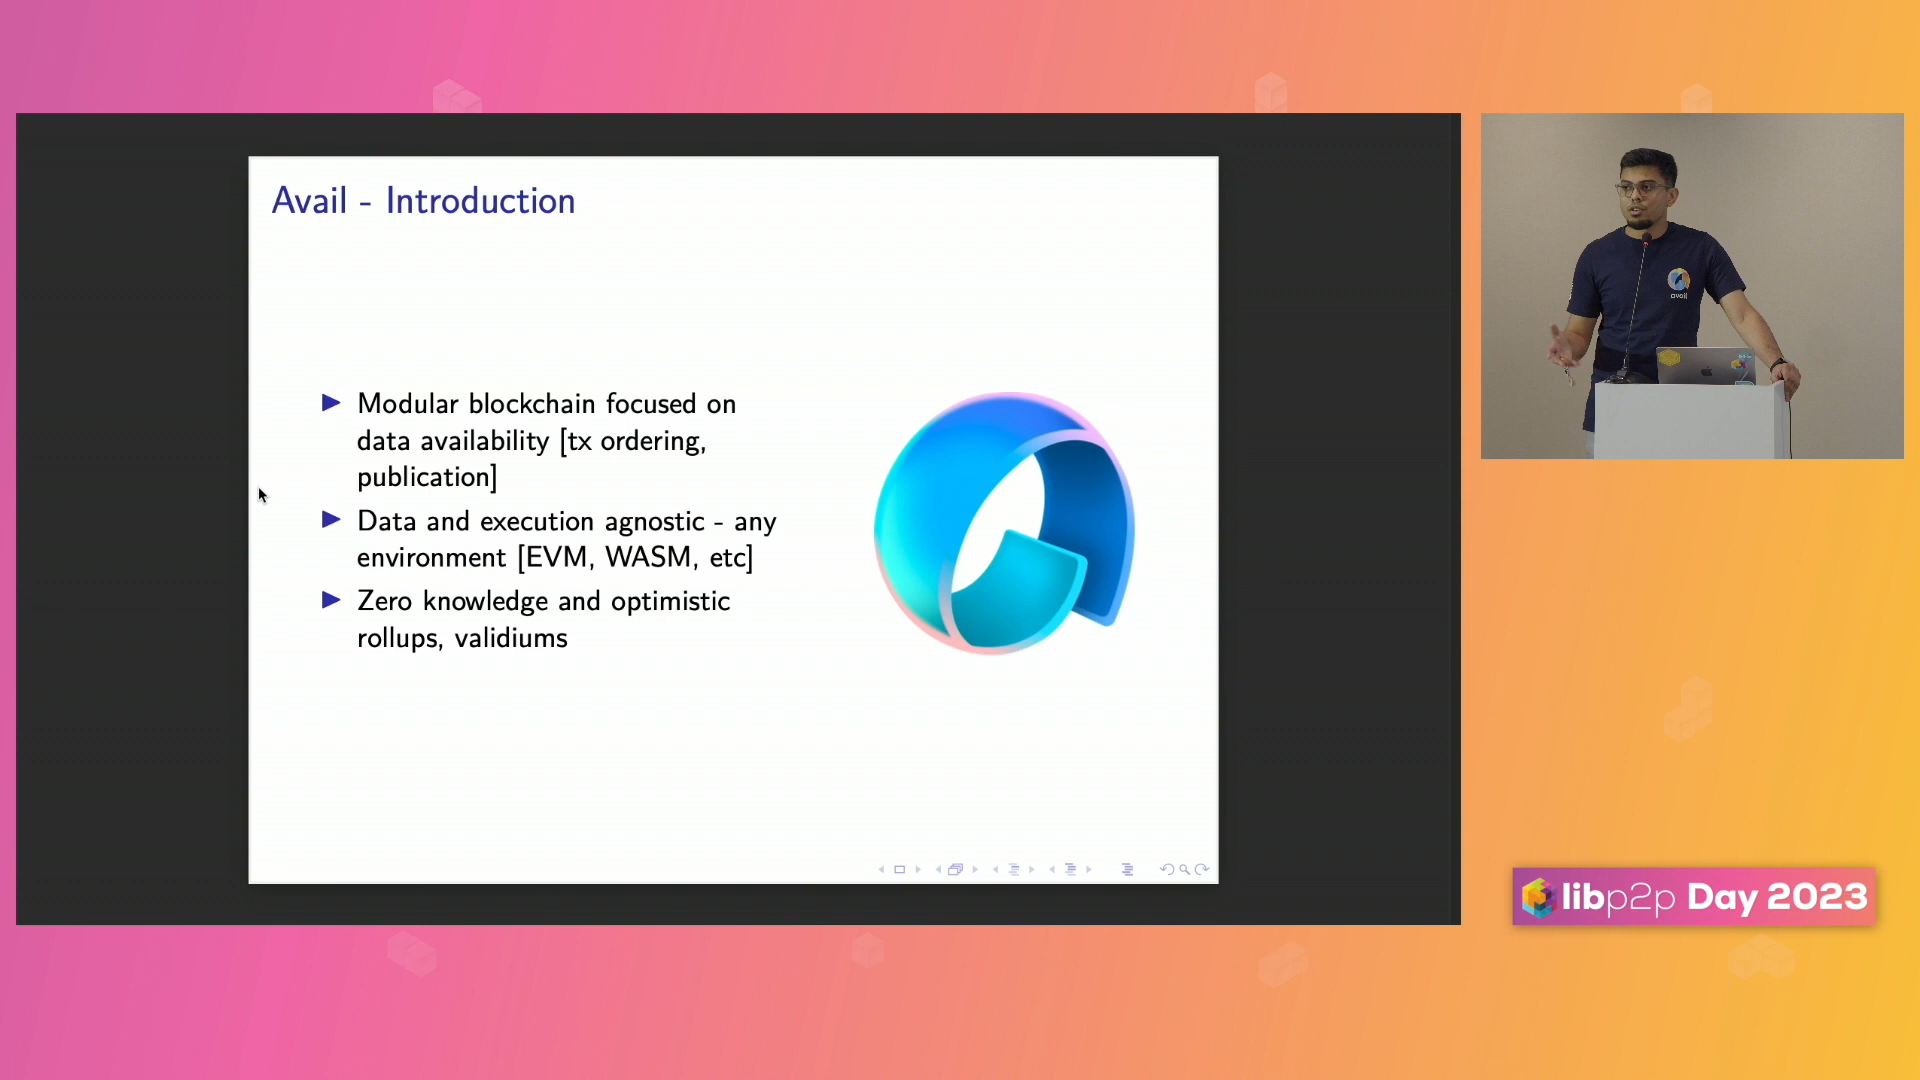 Avail - Introduction
Modular blockchain focused on
data availability [tx ordering,
publication]
Data and execution agnostic - any
environment [EVM, WASM, etc]
Zero knowledge and optimistic
rollups, validiums
avail
libp2p Day 2023